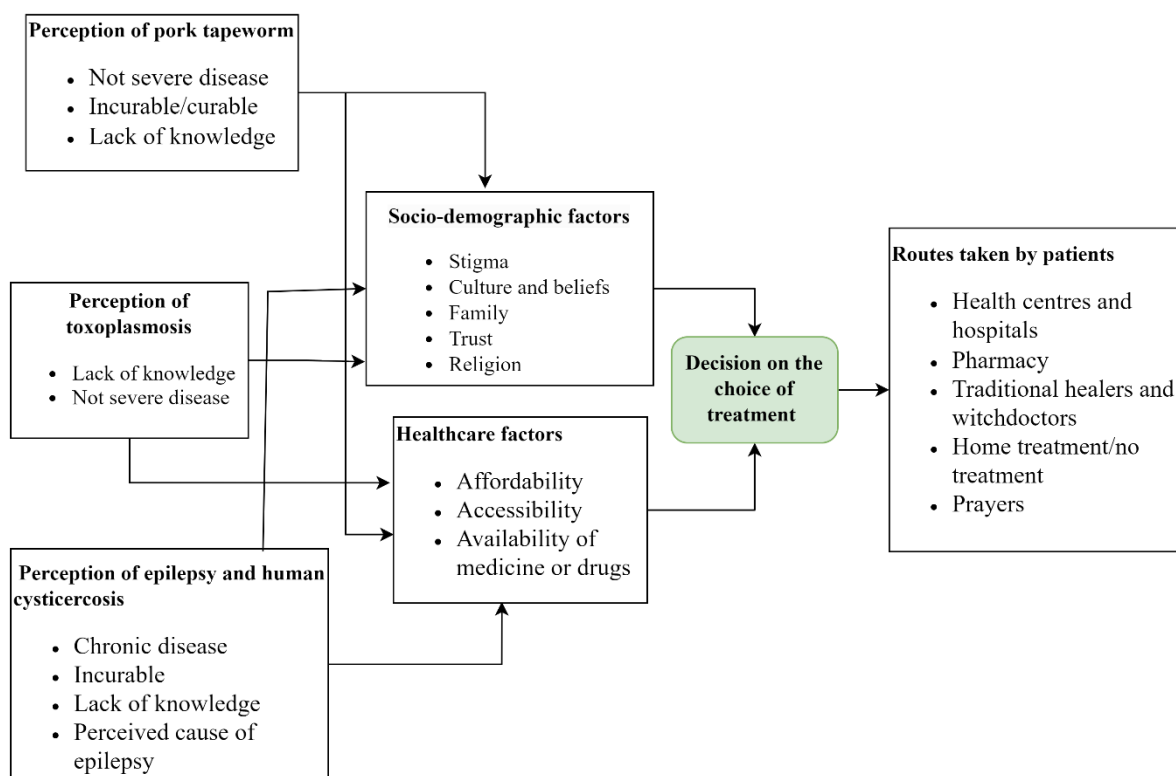 Perception of pork tapeworm
• Not severe disease
• Incurable/curable
• Lack of knowledge
Perception of
toxoplasmosis
• Lack of knowledge
• Not severe disease
Perception of epilepsy and human
cysticercosis
• Chronic disease
• Incurable
• Lack of knowledge
• Perceived cause of
epilepsy
Socio-demographic factors
• Stigma
• Culture and beliefs
• Family
• Trust
• Religion
Healthcare factors
• Affordability
• Accessibility
• Availability of
medicine or drugs
Decision on the
choice of
treatment
Routes taken by patients
• Health centres and
hospitals
• Pharmacy
• Traditional healers and
witchdoctors
• Home treatment/no
treatment
• Prayers